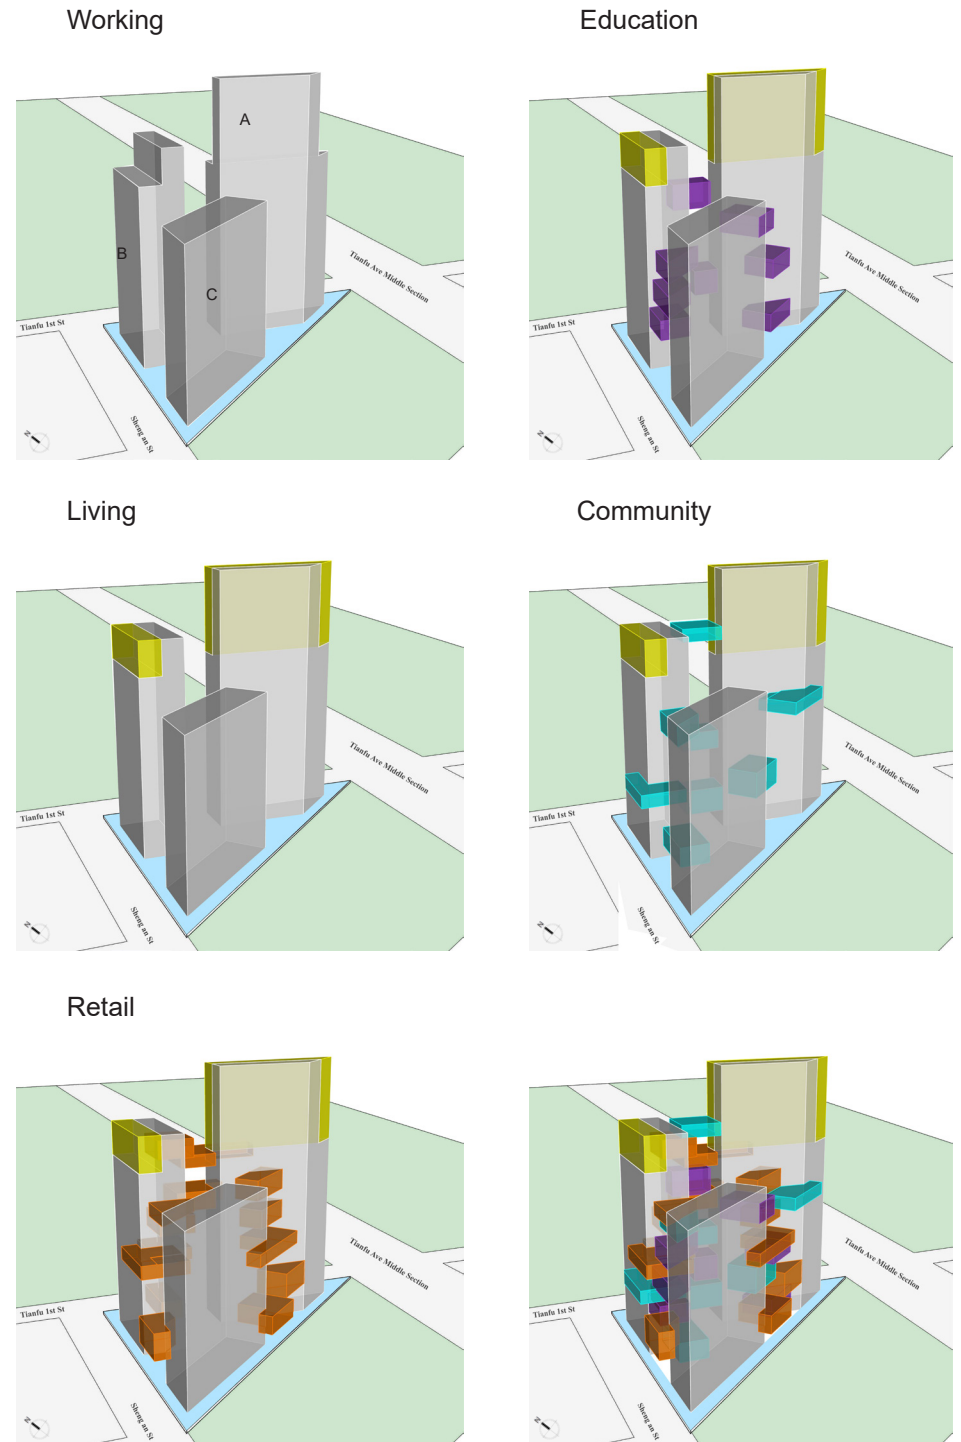 Working
Education
A
B
C
Tianfu Ave Middle Section
Tianfu 1st St
Sheng an St
N
Tianfu Ave Middle Section
Tianfu 1st St
Sheng an St
N
Living
Community
Tianfu Ave Middle Section
Tianfu 1st St
Sheng an St
N
Tianfu Ave Middle Section
Tianfu 1st St
Sheng an St
N
Retail
Tianfu Ave Middle Section
Tianfu 1st St
Sheng an St
N
Tianfu Ave Middle Section
Tianfu 1st St
Sheng an St
N